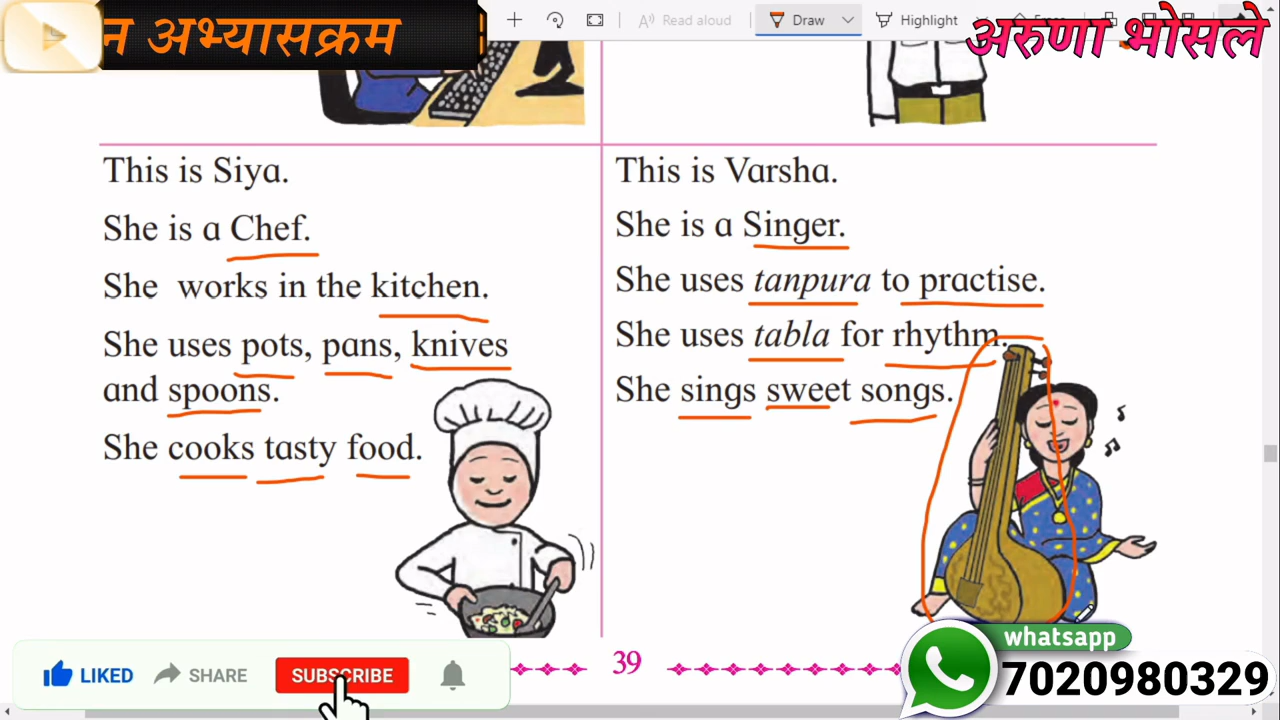 न अभ्यासक्रम
Read aloud
Draw
Highlight
अरुणा भोसले
This is Siya.
She is a Chef.
She works in the kitchen.
She uses pots, pans, knives
and spoons.
She cooks tasty food.
This is Varsha.
She is a Singer.
She uses tanpura to practise.
She uses tabla for rhythm.
She sings sweet songs.
LIKED
SHARE
SUBSCRIBE
39
whatsapp
7020980329